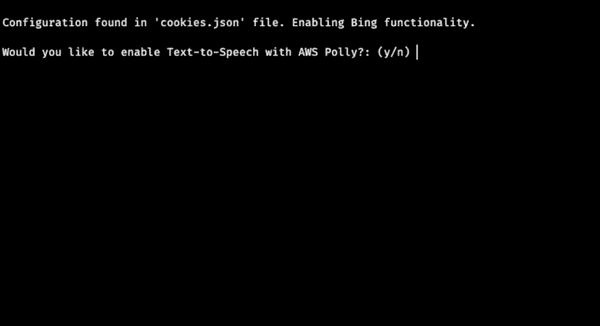 Configuration found in 'cookies.json' file. Enabling Bing functionality.
Would you like to enable Text-to-Speech with AWS Polly?: (y/n)